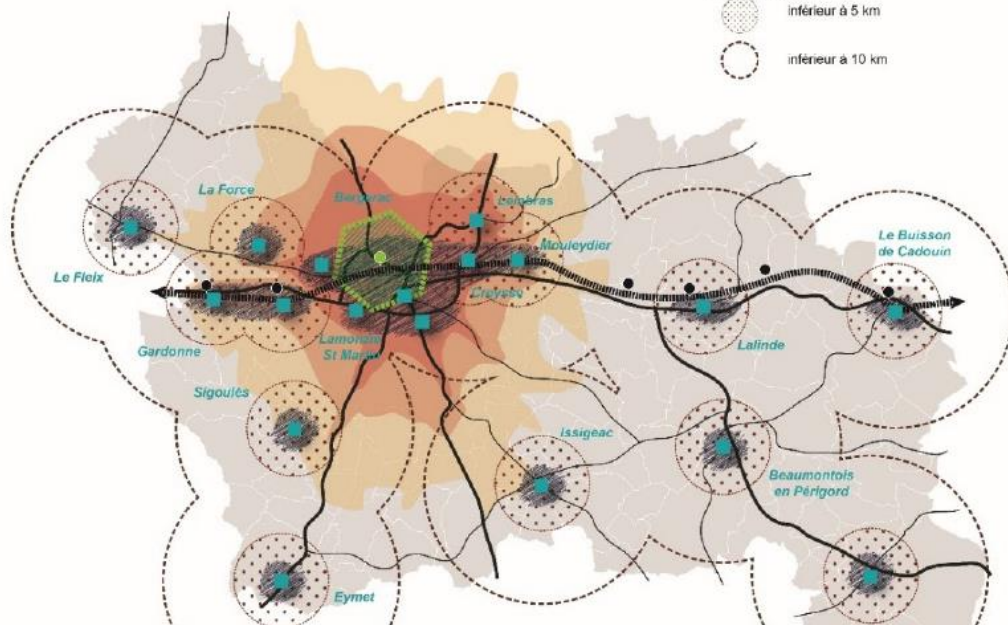 inférieur à 5 km
inférieur à 10 km
La Force
Bergerac
Lembras
Mouleydier
Le Buisson
de Cadouin
Le Fleix
Creysse
Gardonne
Lamonzie
St Martin
Lalinde
Sigoulès
Issigeac
Beaumontois
en Périgord
Eymet